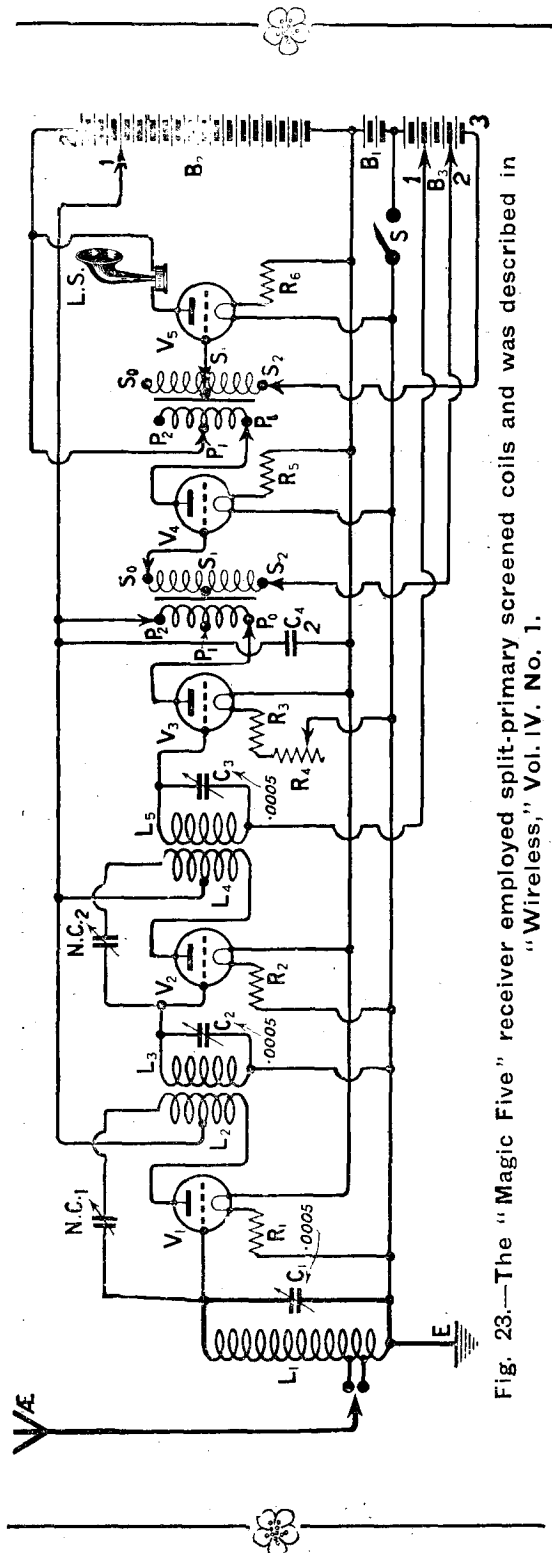 Æ
N.C.1
N.C.2
L.S.
2
1
B2
V1
L2
L3
V2
L4
L5
V3
P2
P1
P0
S0
S1
S2
V4
P2
P1
S0
S2
V5
L1
C1
.0005
R1
C2
.0005
R2
C3
.0005
R3
R4
C4
2
R5
R6
B1
S
1
B3
2
3
E
Fig. 23.—The "Magic Five" receiver employed split-primary screened coils and was described in
"Wireless," Vol. IV. No. 1.